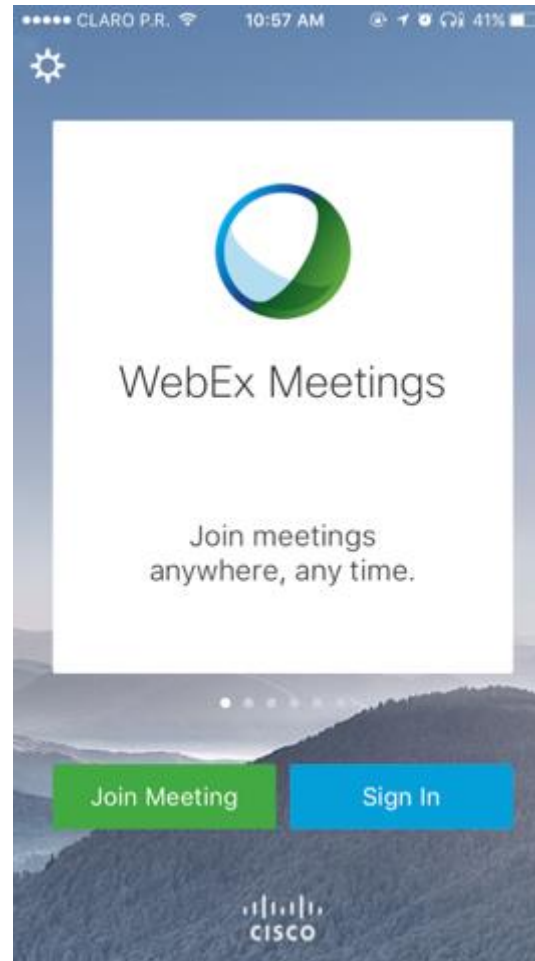 CLARO P.R. 10:57 AM 41%
WebEx Meetings
Join meetings
anywhere, any time.
Join Meeting Sign In
CISCO